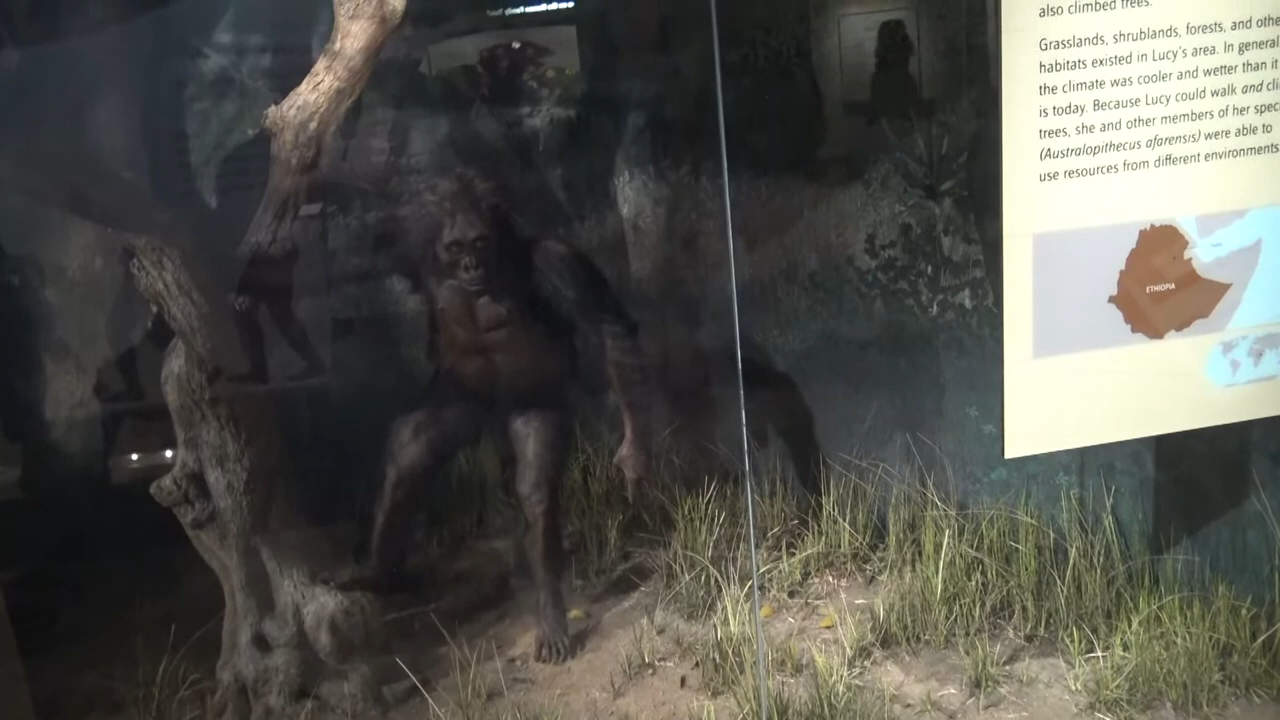 also climbed trees.
Grasslands, shrublands, forests, and othe
habitats existed in Lucy's area. In general
the climate was cooler and wetter than it
is today. Because Lucy could walk and cli
trees, she and other members of her spec
(Australopithecus afarensis) were able to
use resources from different environments
ETHIOPIA